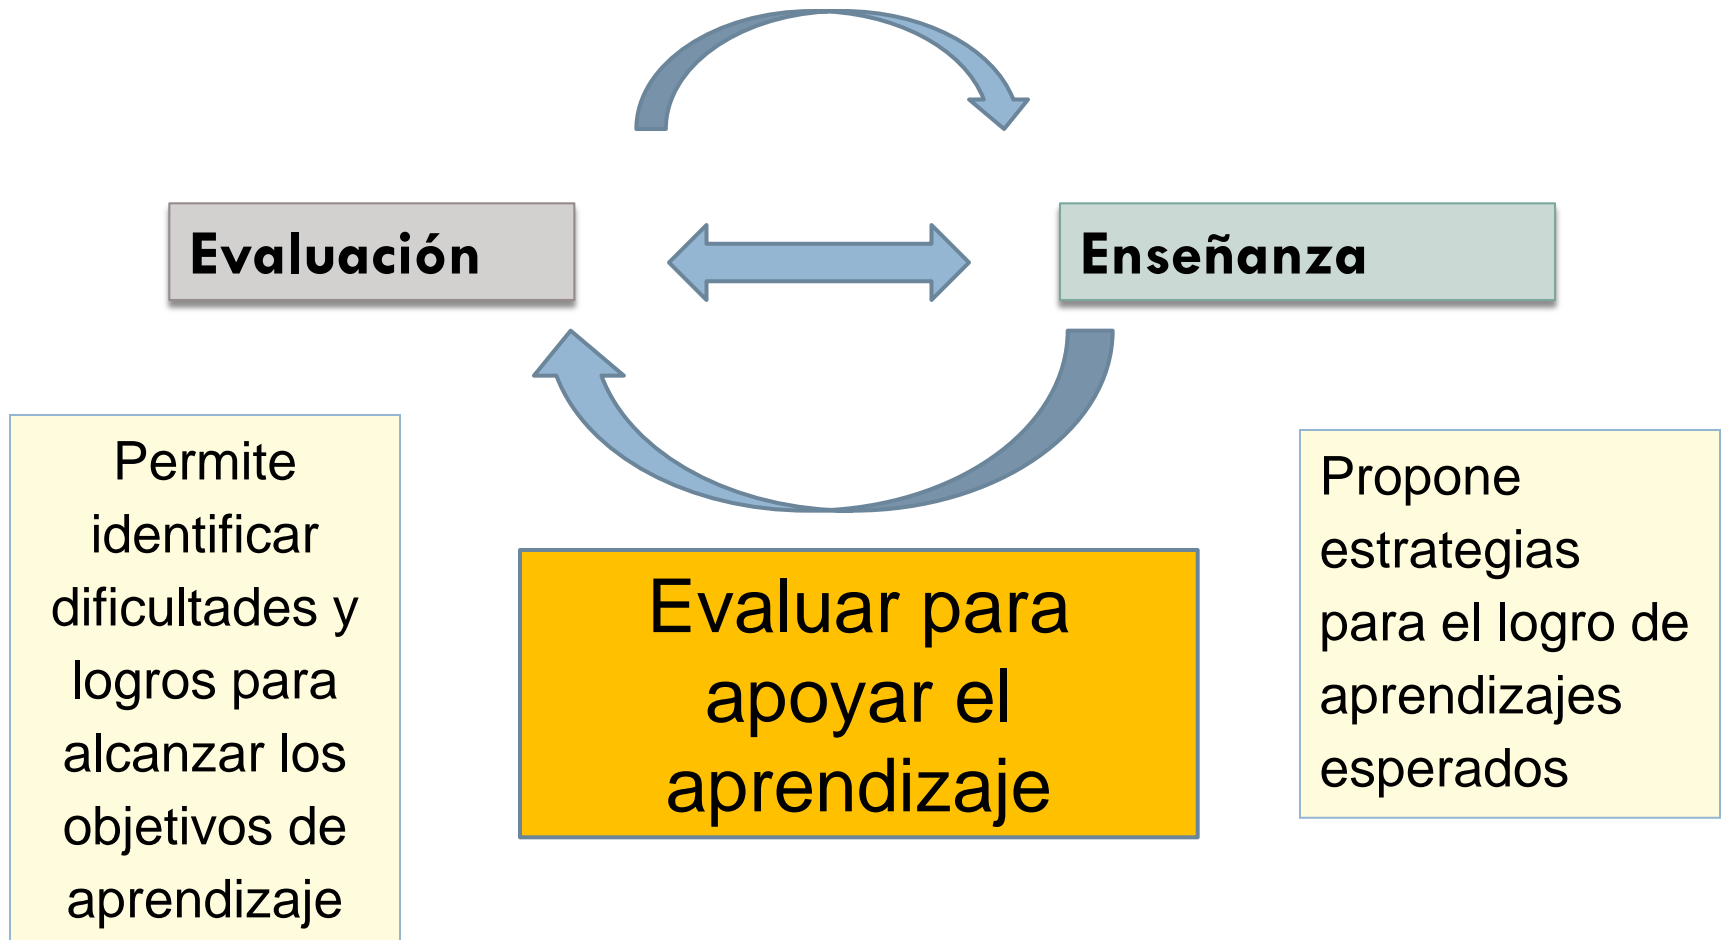 Evaluación
Enseñanza
Permite
identificar
dificultades y
logros para
alcanzar los
objetivos de
aprendizaje
Evaluar para
apoyar el
aprendizaje
Propone
estrategias
para el logro de
aprendizajes
esperados